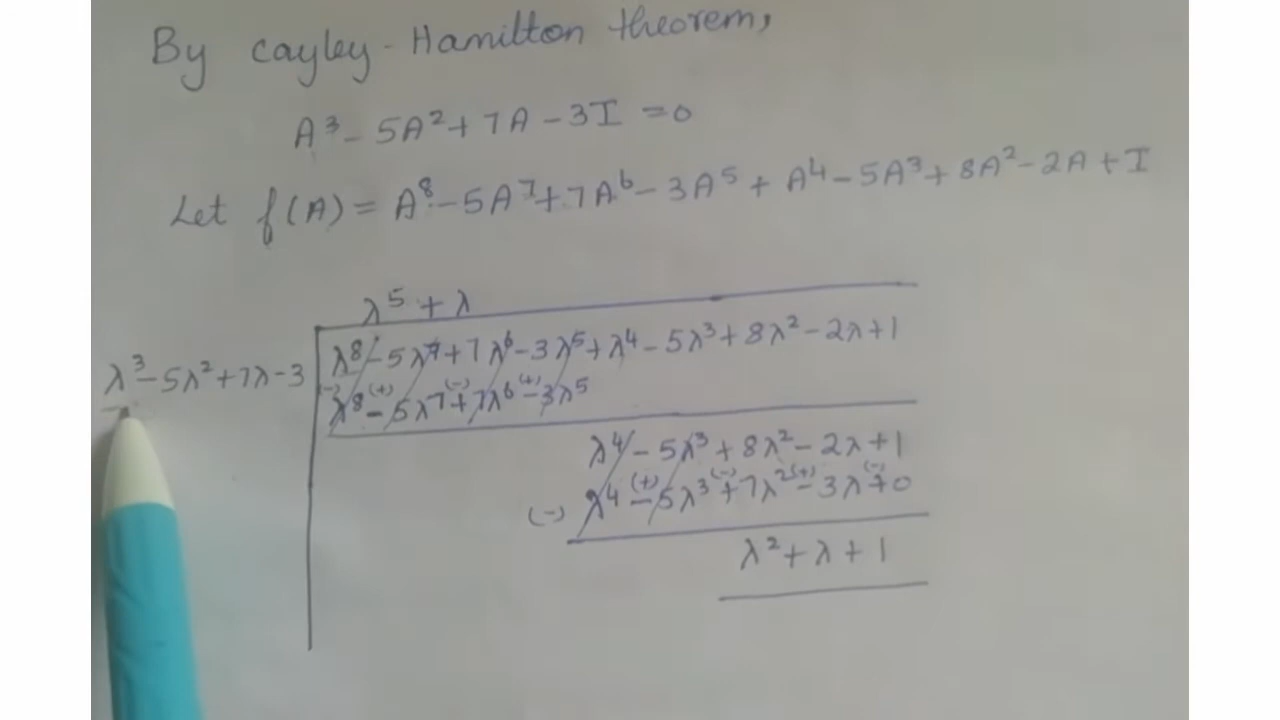 By Cayley-Hamilton theorem,
A³ - 5A² + 7A - 3I = 0
Let f(A) = A⁸ - 5A⁷ + 7A⁶ - 3A⁵ + A⁴ - 5A³ + 8A² - 2A + I
λ⁵ + λ
λ³ - 5λ² + 7λ - 3
λ⁸ - 5λ⁷ + 7λ⁶ - 3λ⁵ + λ⁴ - 5λ³ + 8λ² - 2λ + 1
(-) (+) (-) (+)
λ⁸ - 5λ⁷ + 7λ⁶ - 3λ⁵
λ⁴ - 5λ³ + 8λ² - 2λ + 1
(-) (+) (-) (+) (-)
λ⁴ - 5λ³ + 7λ² - 3λ + 0
λ² + λ + 1